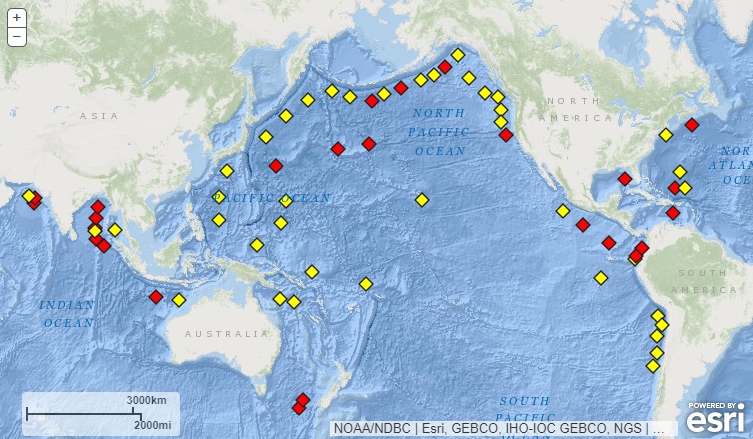 +
−
ASIA
NORTH
PACIFIC
OCEAN
NORTH
AMERICA
NOR
ATLAN
OCE
PACIFIC OCEAN
SOUTH
AMERICA
INDIAN
OCEAN
AUSTRALIA
SOUTH
PACIFIC
3000km
2000mi
NOAA/NDBC | Esri, GEBCO, IHO-IOC GEBCO, NGS | ...
POWERED BY
esri